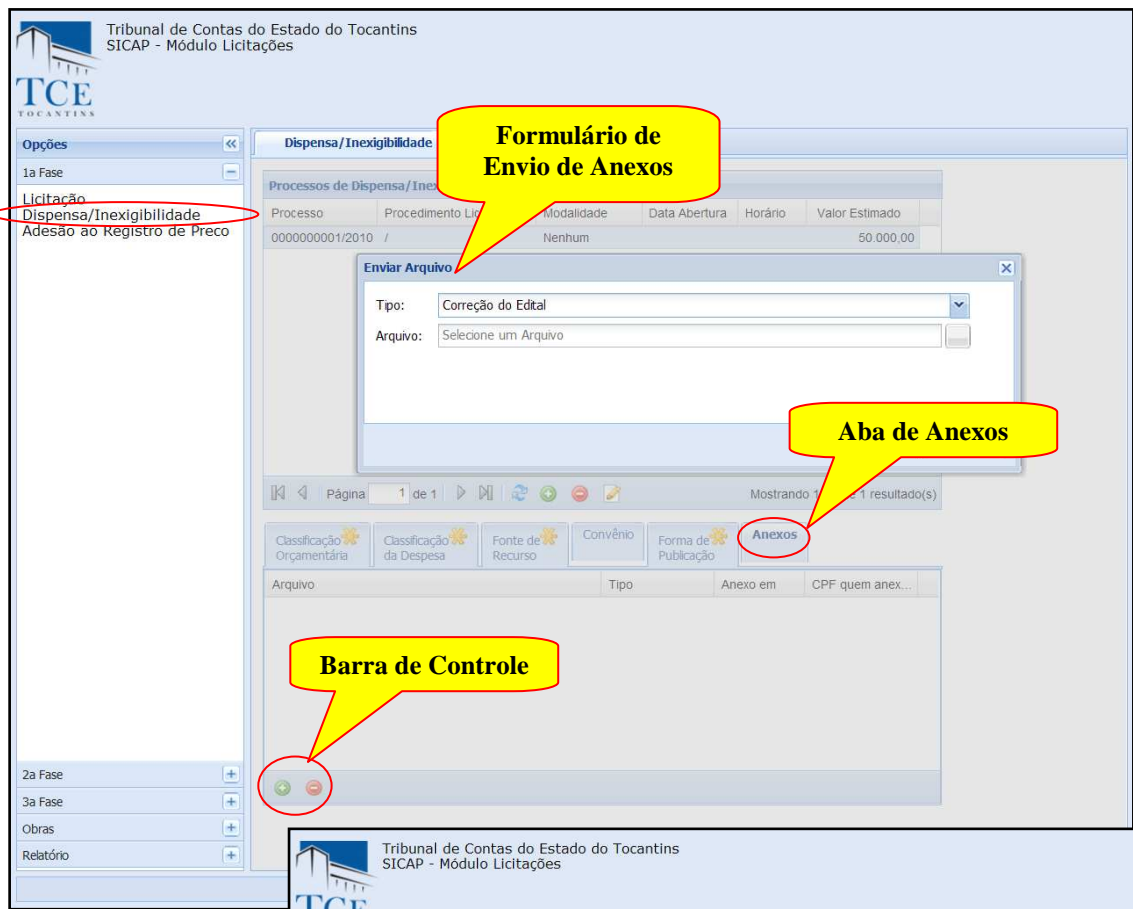 Tribunal de Contas do Estado do Tocantins
SICAP - Módulo Licitações
TCE
TOCANTINS
Opções
1a Fase
Licitação
Dispensa/Inexigibilidade
Adesão ao Registro de Preco
2a Fase
3a Fase
Obras
Relatório
Dispensa/Inexigibilidade
Formulário de
Envio de Anexos
Processos de Dispensa/Inex
Processo Procedimento Lic Modalidade Data Abertura Horário Valor Estimado
0000000001/2010 / Nenhum 50.000,00
Enviar Arquivo
Tipo: Correção do Edital
Arquivo: Selecione um Arquivo
Aba de Anexos
Página 1 de 1 Mostrando 1 1 resultado(s)
Classificação Orçamentária
Classificação da Despesa
Fonte de Recurso
Convênio
Forma de Publicação
Anexos
Arquivo Tipo Anexo em CPF quem anex...
Barra de Controle
Tribunal de Contas do Estado do Tocantins
SICAP - Módulo Licitações
TCE